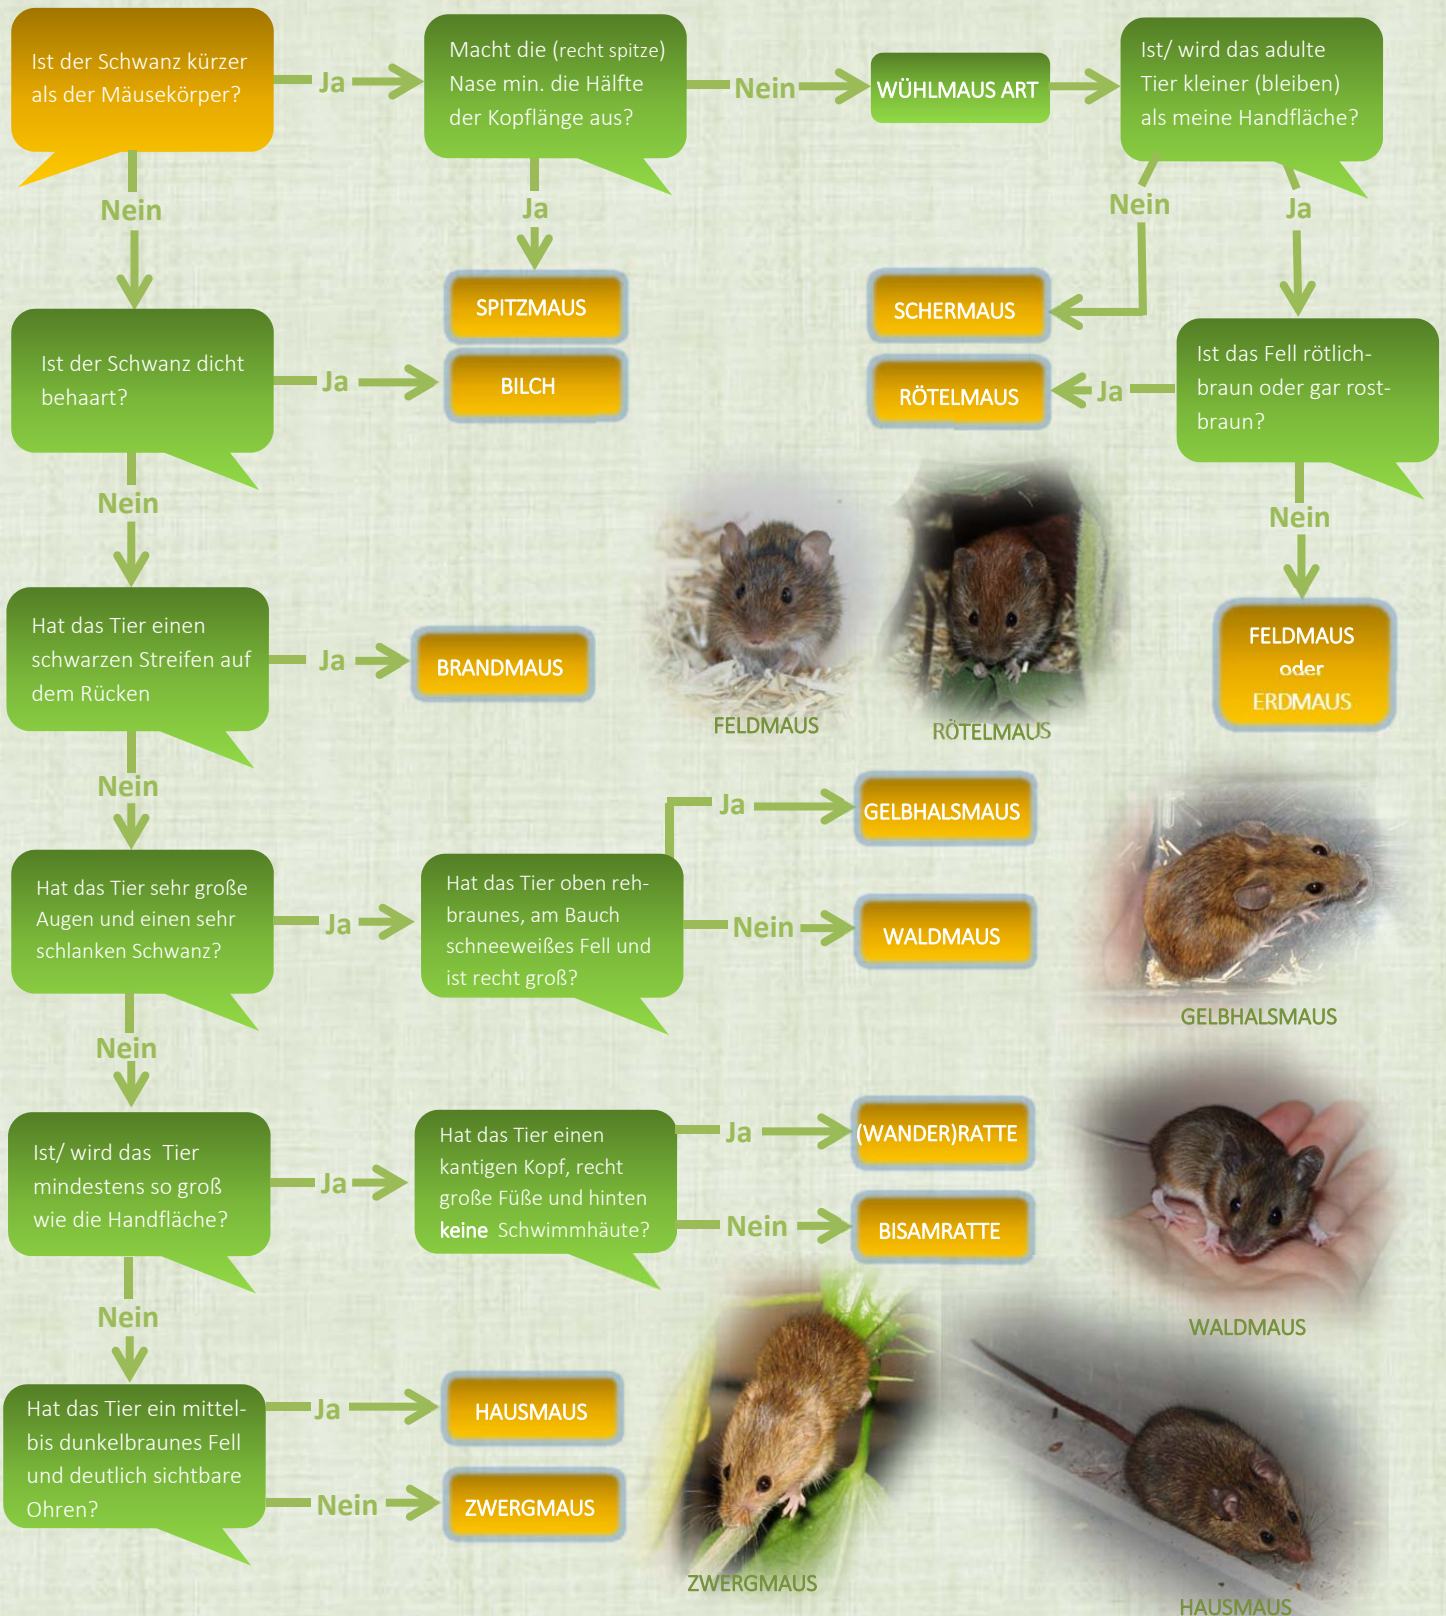 Ist der Schwanz kürzer
als der Mäusekörper?
Ja
Macht die (recht spitze)
Nase min. die Hälfte
der Kopflänge aus?
Nein
WÜHLMAUS ART
Ist/ wird das adulte
Tier kleiner (bleiben)
als meine Handfläche?
Nein
Ja
Nein
Ja
SPITZMAUS
SCHERMAUS
Ist der Schwanz dicht
behaart?
Ja
BILCH
RÖTELMAUS
Ja
Ist das Fell rötlich-
braun oder gar rost-
braun?
Nein
Nein
FELDMAUS
oder
ERDMAUS
Hat das Tier einen
schwarzen Streifen auf
dem Rücken
Ja
BRANDMAUS
FELDMAUS
RÖTELMAUS
Nein
Ja
GELBHALSMAUS
Hat das Tier sehr große
Augen und einen sehr
schlanken Schwanz?
Ja
Hat das Tier oben reh-
braunes, am Bauch
schneeweißes Fell und
ist recht groß?
Nein
WALDMAUS
GELBHALSMAUS
Nein
Ist/ wird das Tier
mindestens so groß
wie die Handfläche?
Ja
Hat das Tier einen
kantigen Kopf, recht
große Füße und hinten
keine Schwimmhäute?
Ja
(WANDER)RATTE
Nein
BISAMRATTE
WALDMAUS
Nein
Hat das Tier ein mittel-
bis dunkelbraunes Fell
und deutlich sichtbare
Ohren?
Ja
HAUSMAUS
Nein
ZWERGMAUS
ZWERGMAUS
HAUSMAUS